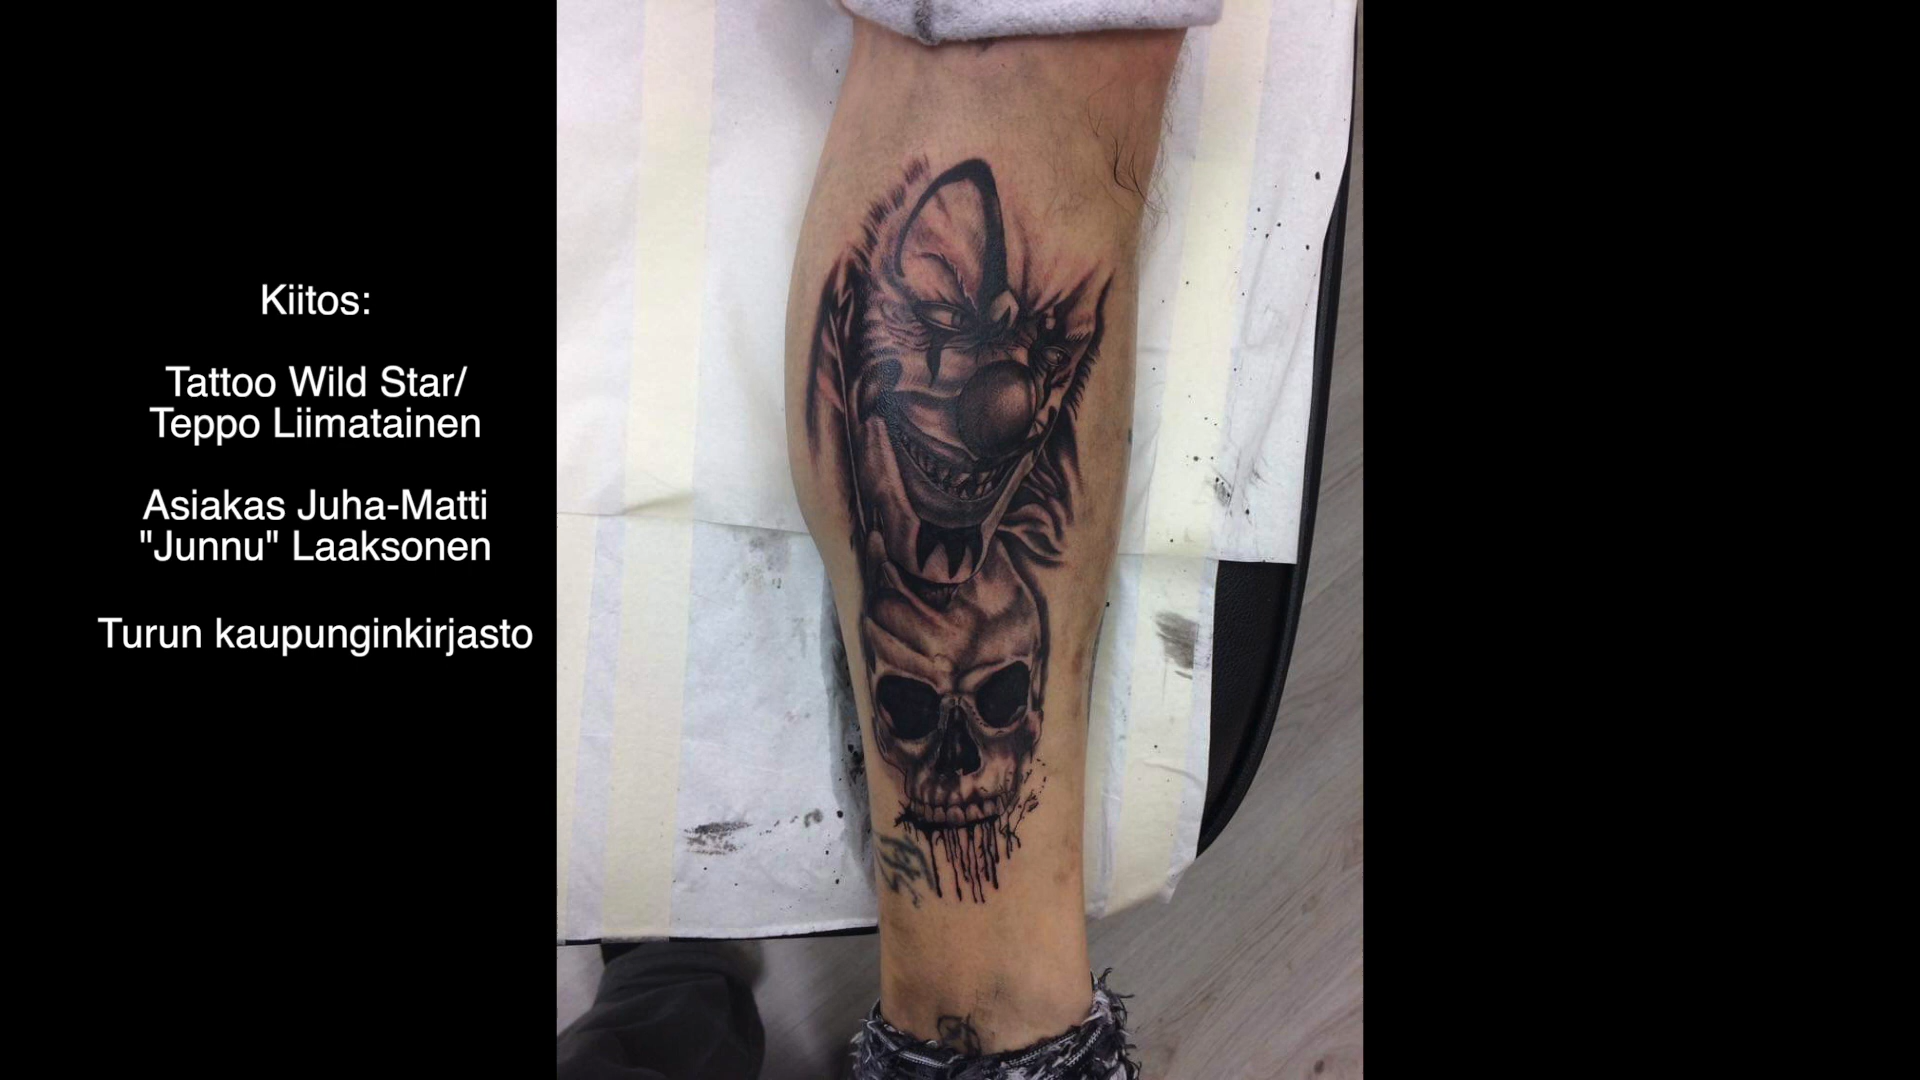 Kiitos:
Tattoo Wild Star/
Teppo Liimatainen
Asiakas Juha-Matti
"Junnu" Laaksonen
Turun kaupunginkirjasto